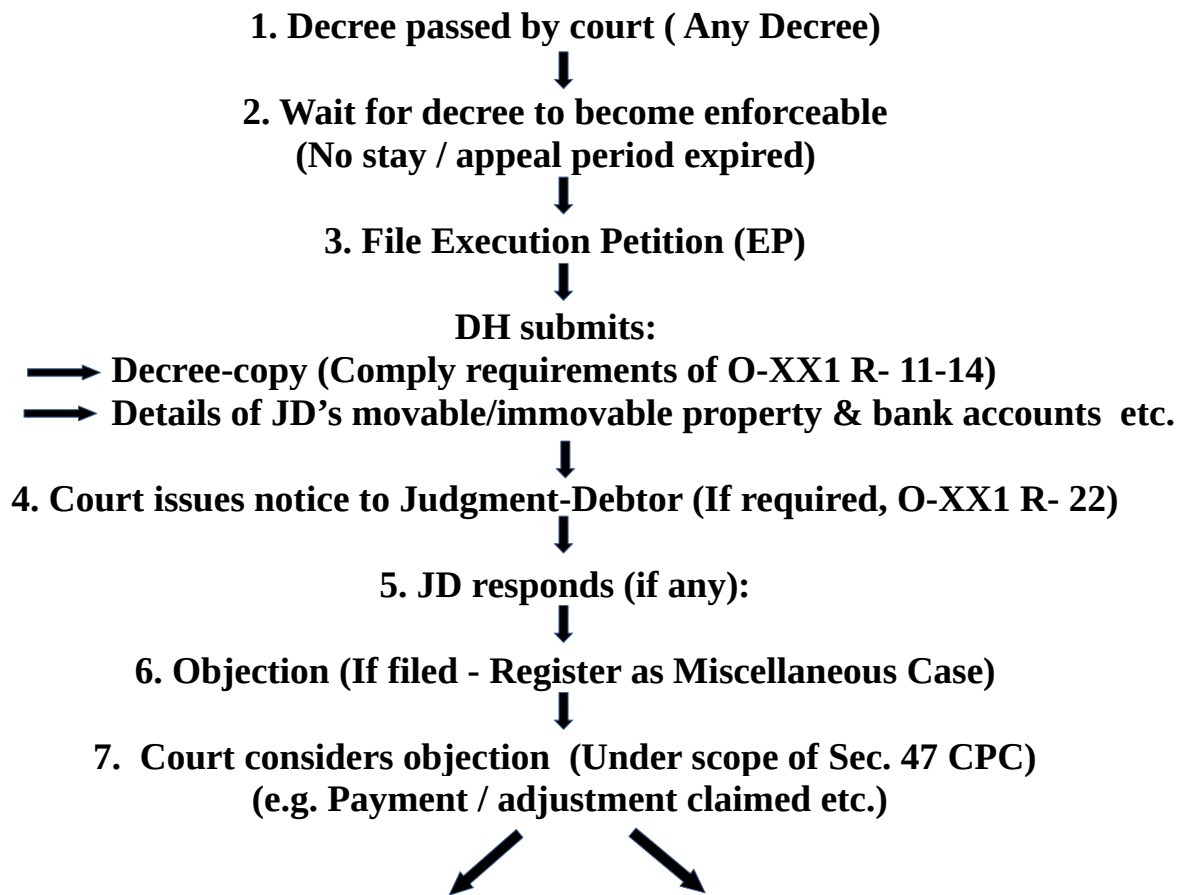 1. Decree passed by court ( Any Decree)
2. Wait for decree to become enforceable
(No stay / appeal period expired)
3. File Execution Petition (EP)
DH submits:
Decree-copy (Comply requirements of O-XX1 R- 11-14)
Details of JD’s movable/immovable property & bank accounts etc.
4. Court issues notice to Judgment-Debtor (If required, O-XX1 R- 22)
5. JD responds (if any):
6. Objection (If filed - Register as Miscellaneous Case)
7. Court considers objection (Under scope of Sec. 47 CPC)
(e.g. Payment / adjustment claimed etc.)